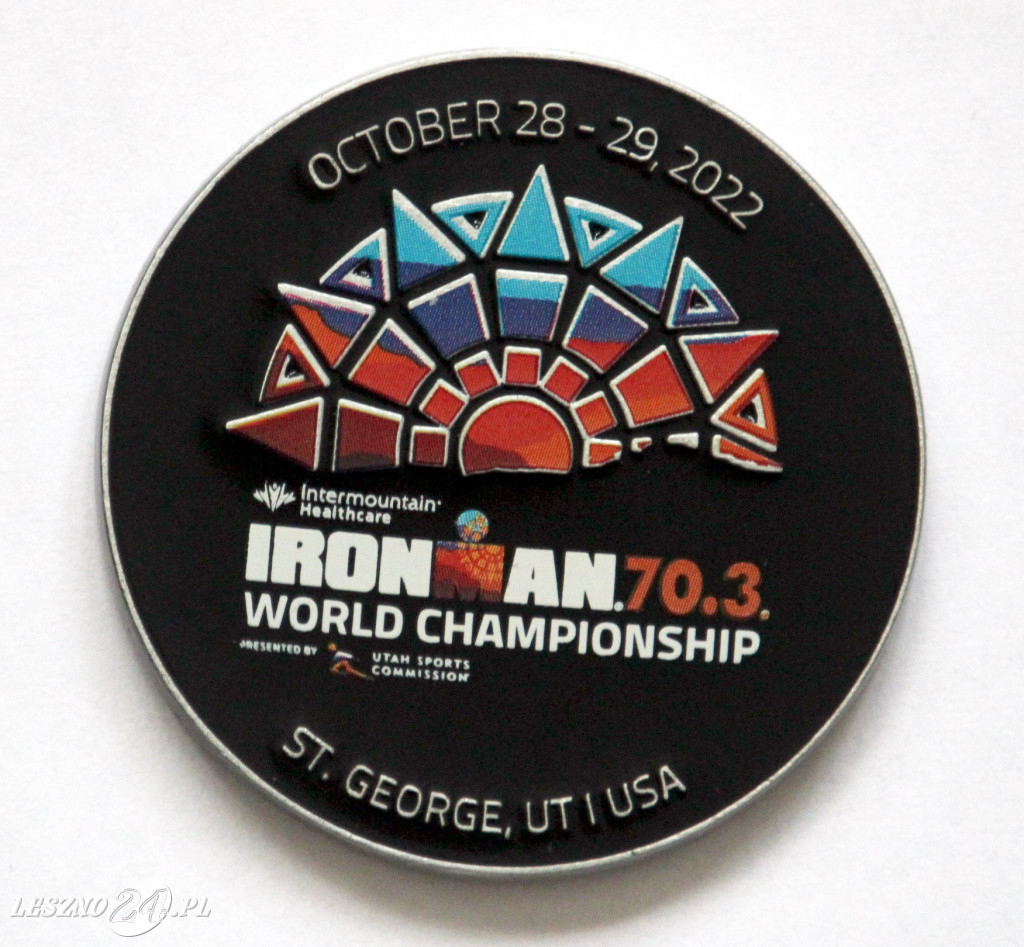 OCTOBER 28 - 29, 2022
Intermountain
Healthcare
IRONMAN. 70.3.
WORLD CHAMPIONSHIP
PRESENTED BY
UTAH SPORTS
COMMISSION
ST. GEORGE, UT | USA
LESZNO24.PL